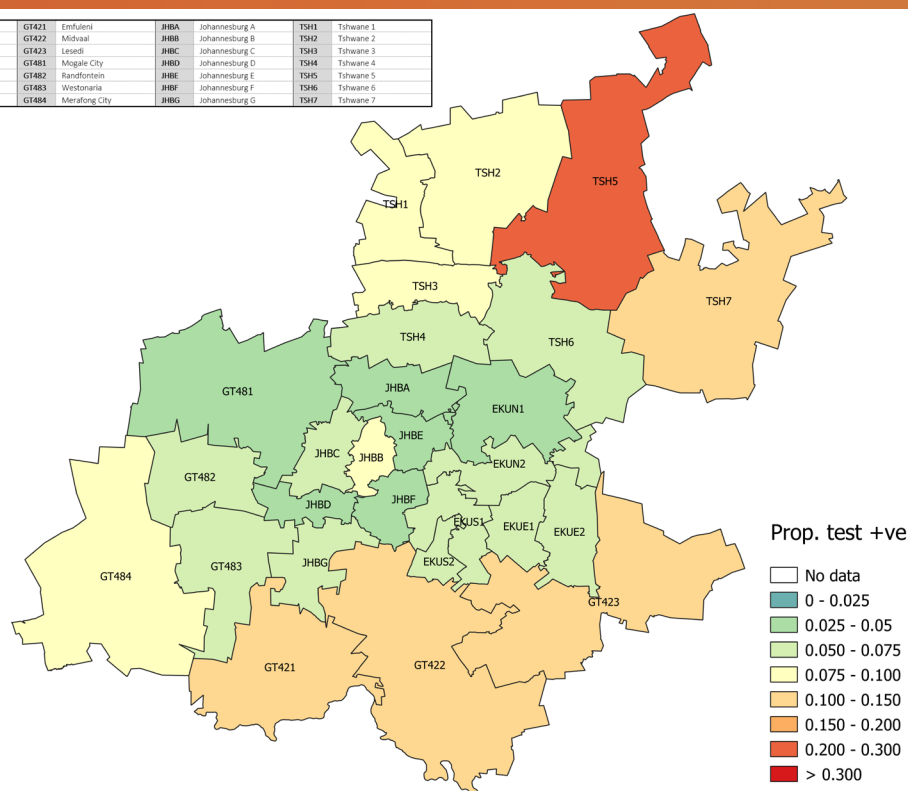 GT421 Emfuleni JHBA Johannesburg A TSH1 Tshwane 1
GT422 Midvaal JHBB Johannesburg B TSH2 Tshwane 2
GT423 Lesedi JHBC Johannesburg C TSH3 Tshwane 3
GT481 Mogale City JHBD Johannesburg D TSH4 Tshwane 4
GT482 Randfontein JHBE Johannesburg E TSH5 Tshwane 5
GT483 Westonaria JHBF Johannesburg F TSH6 Tshwane 6
GT484 Merafong City JHBG Johannesburg G TSH7 Tshwane 7
TSH2
TSH5
TSH1
TSH3
TSH7
TSH4
TSH6
GT481
JHBA
EKUN1
JHBE
JHBC
JHBB
EKUN2
GT482
JHBD
JHBF
EKUS1
EKUE1
EKUE2
GT484
GT483
JHBG
EKUS2
GT423
GT421
GT422
Prop. test +ve
No data
0 - 0.025
0.025 - 0.05
0.050 - 0.075
0.075 - 0.100
0.100 - 0.150
0.150 - 0.200
0.200 - 0.300
> 0.300